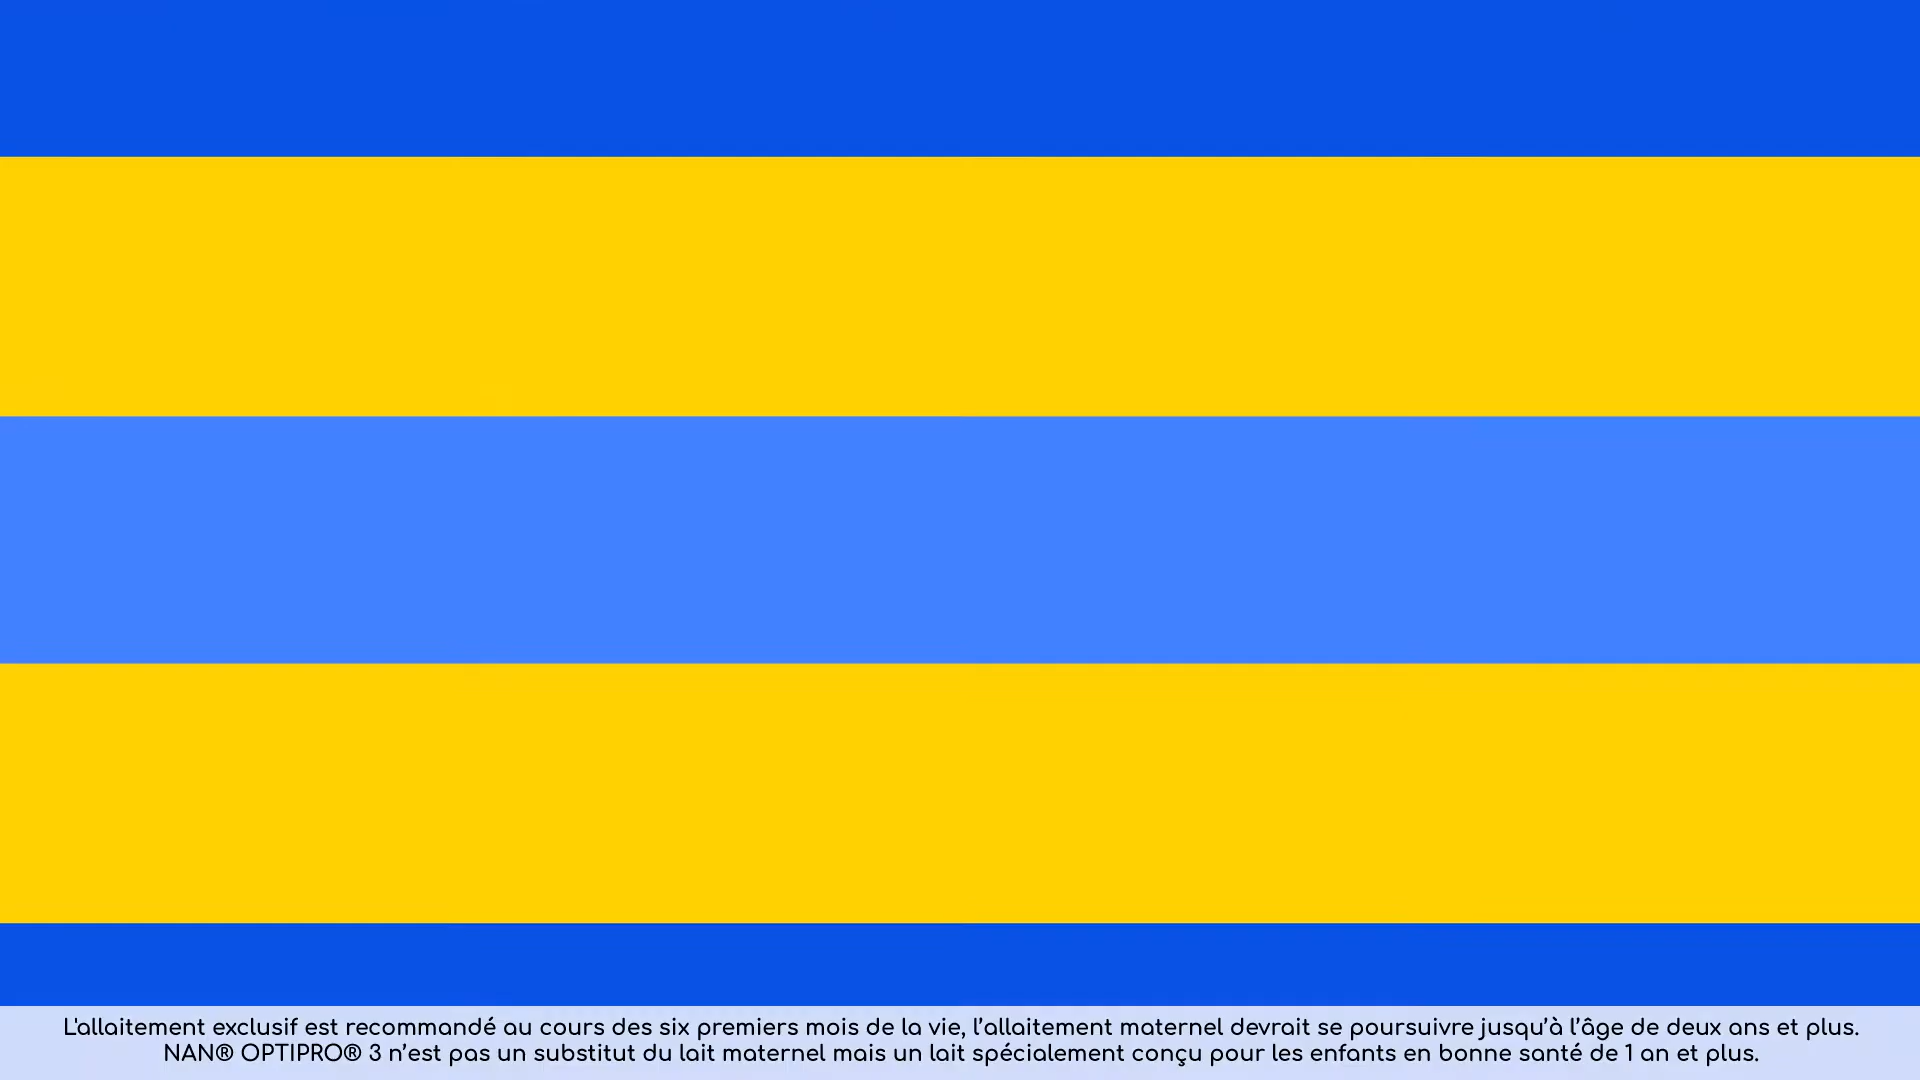 L'allaitement exclusif est recommandé au cours des six premiers mois de la vie, l’allaitement maternel devrait se poursuivre jusqu’à l’âge de deux ans et plus.
NAN® OPTIPRO® 3 n’est pas un substitut du lait maternel mais un lait spécialement conçu pour les enfants en bonne santé de 1 an et plus.